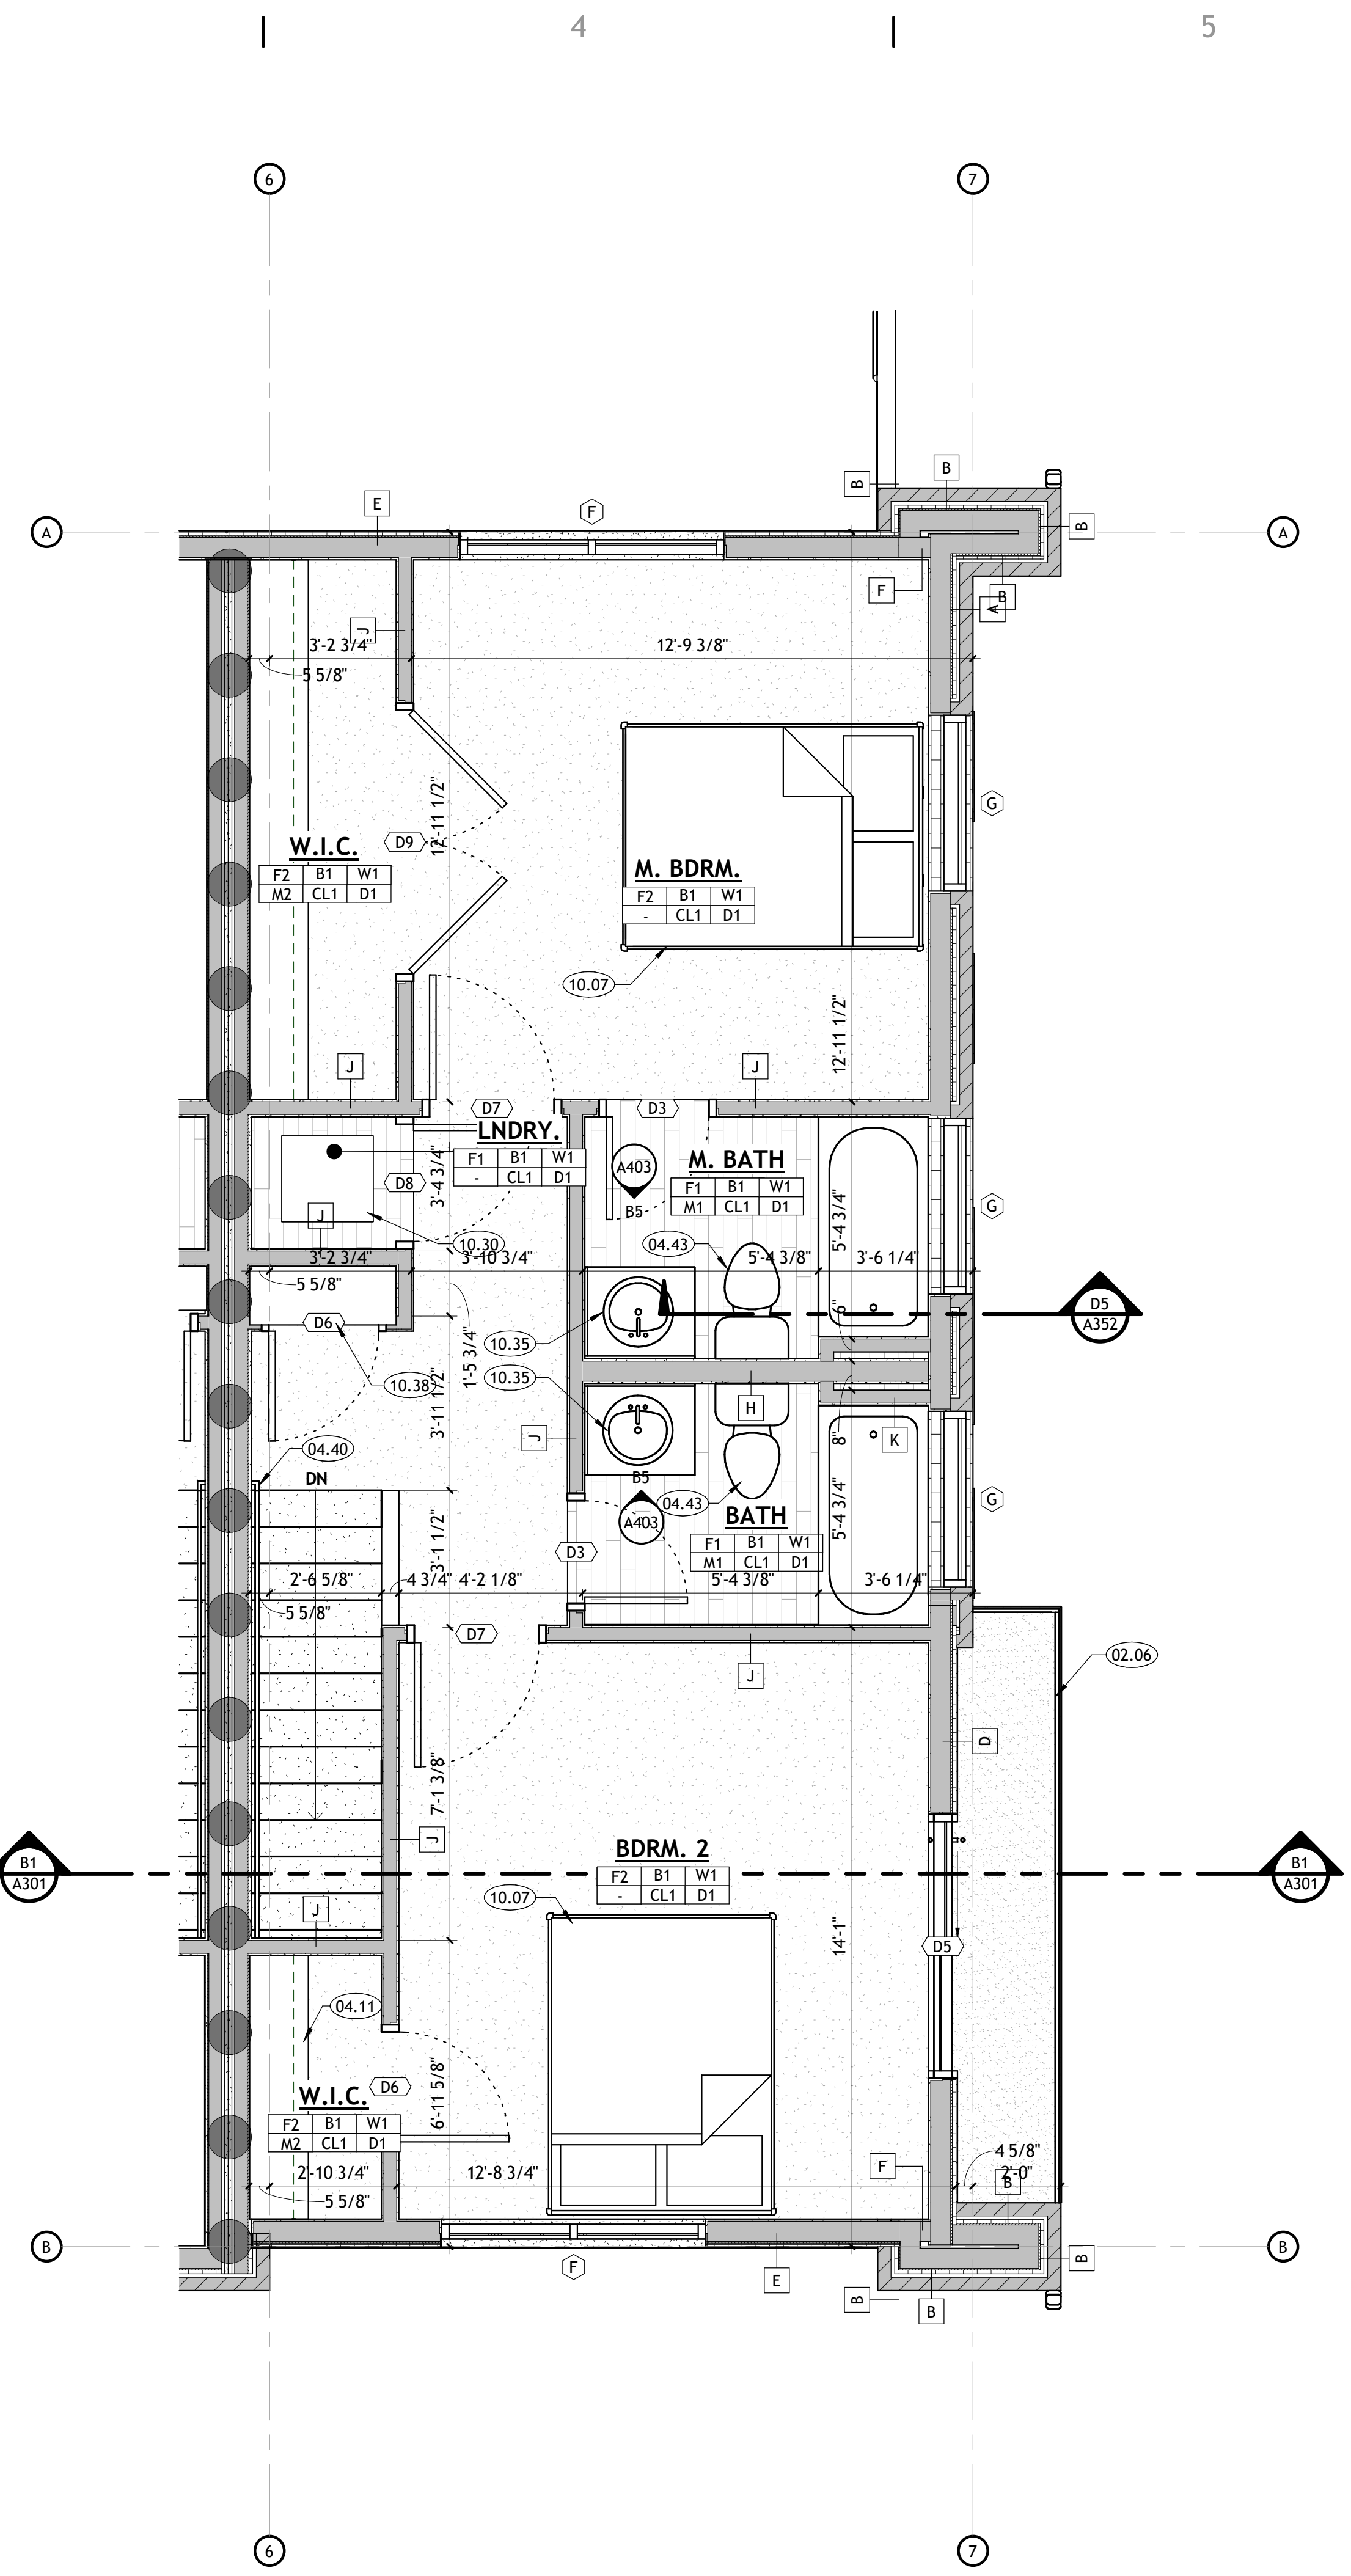 4
5
6
7
B
B
E
F
A
B
A
F
B
A
J
3'-2 3/4"
12'-9 3/8"
5 5/8"
12'-11 1/2"
G
D9
W.I.C.
F2 B1 W1
M2 CL1 D1
M. BDRM.
F2 B1 W1
- CL1 D1
10.07
12'-11 1/2"
J
J
D7
D3
LNDRY.
F1 B1 W1
- CL1 D1
A403
B5
M. BATH
F1 B1 W1
M1 CL1 D1
D8
3'-4 3/4"
J
5'-4 3/4"
G
10.30
04.43
3'-2 3/4"
3'-10 3/4"
5'-4 3/8"
3'-6 1/4"
5 5/8"
D6
6"
D5
A352
10.35
1'-5 3/4"
10.38
10.35
3'-11 1/2"
H
J
8"
K
04.40
DN
B5
G
04.43
A403
BATH
F1 B1 W1
M1 CL1 D1
5'-4 3/4"
3'-1 1/2"
D3
2'-6 5/8"
4 3/4"
4'-2 1/8"
5'-4 3/8"
3'-6 1/4"
5 5/8"
D7
02.06
J
D
7'-1 3/8"
J
BDRM. 2
F2 B1 W1
- CL1 D1
B1
A301
B1
A301
10.07
J
14'-1"
D5
04.11
W.I.C.
D6
F2 B1 W1
M2 CL1 D1
6'-11 5/8"
4 5/8"
2'-10 3/4"
12'-8 3/4"
F
2'-0"
B
5 5/8"
B
B
B
F
E
B
B
6
7